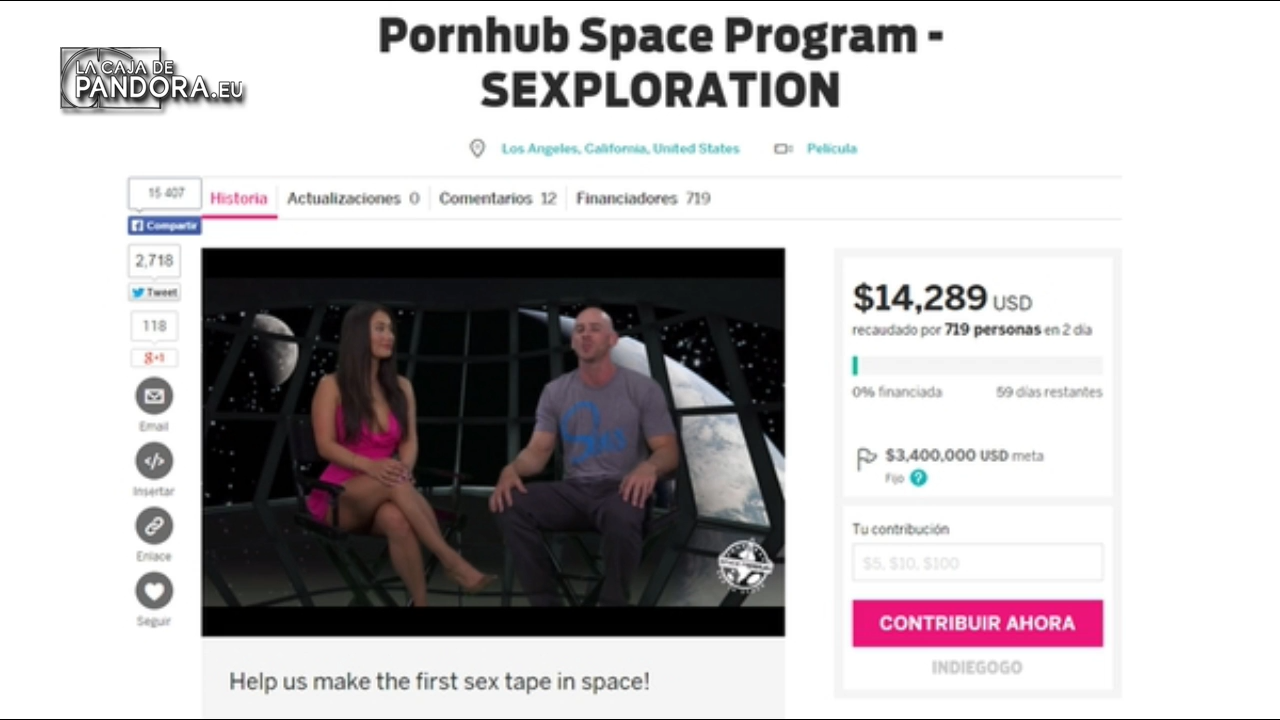 Pornhub Space Program -
SEXPLORATION
LA CAJA DE
PANDORA.EU
Los Angeles, California, United States Película
15 407
Compartir
Historia Actualizaciones 0 Comentarios 12 Financiadores 719
2,718
Tweet
118
g+1
Email
Insertar
Enlace
Seguir
$14,289 USD
recaudado por 719 personas en 2 día
0% financiada 59 días restantes
$3,400,000 USD meta
Fijo ?
Tu contribución
$5, $10, $100
CONTRIBUIR AHORA
INDIEGOGO
Help us make the first sex tape in space!